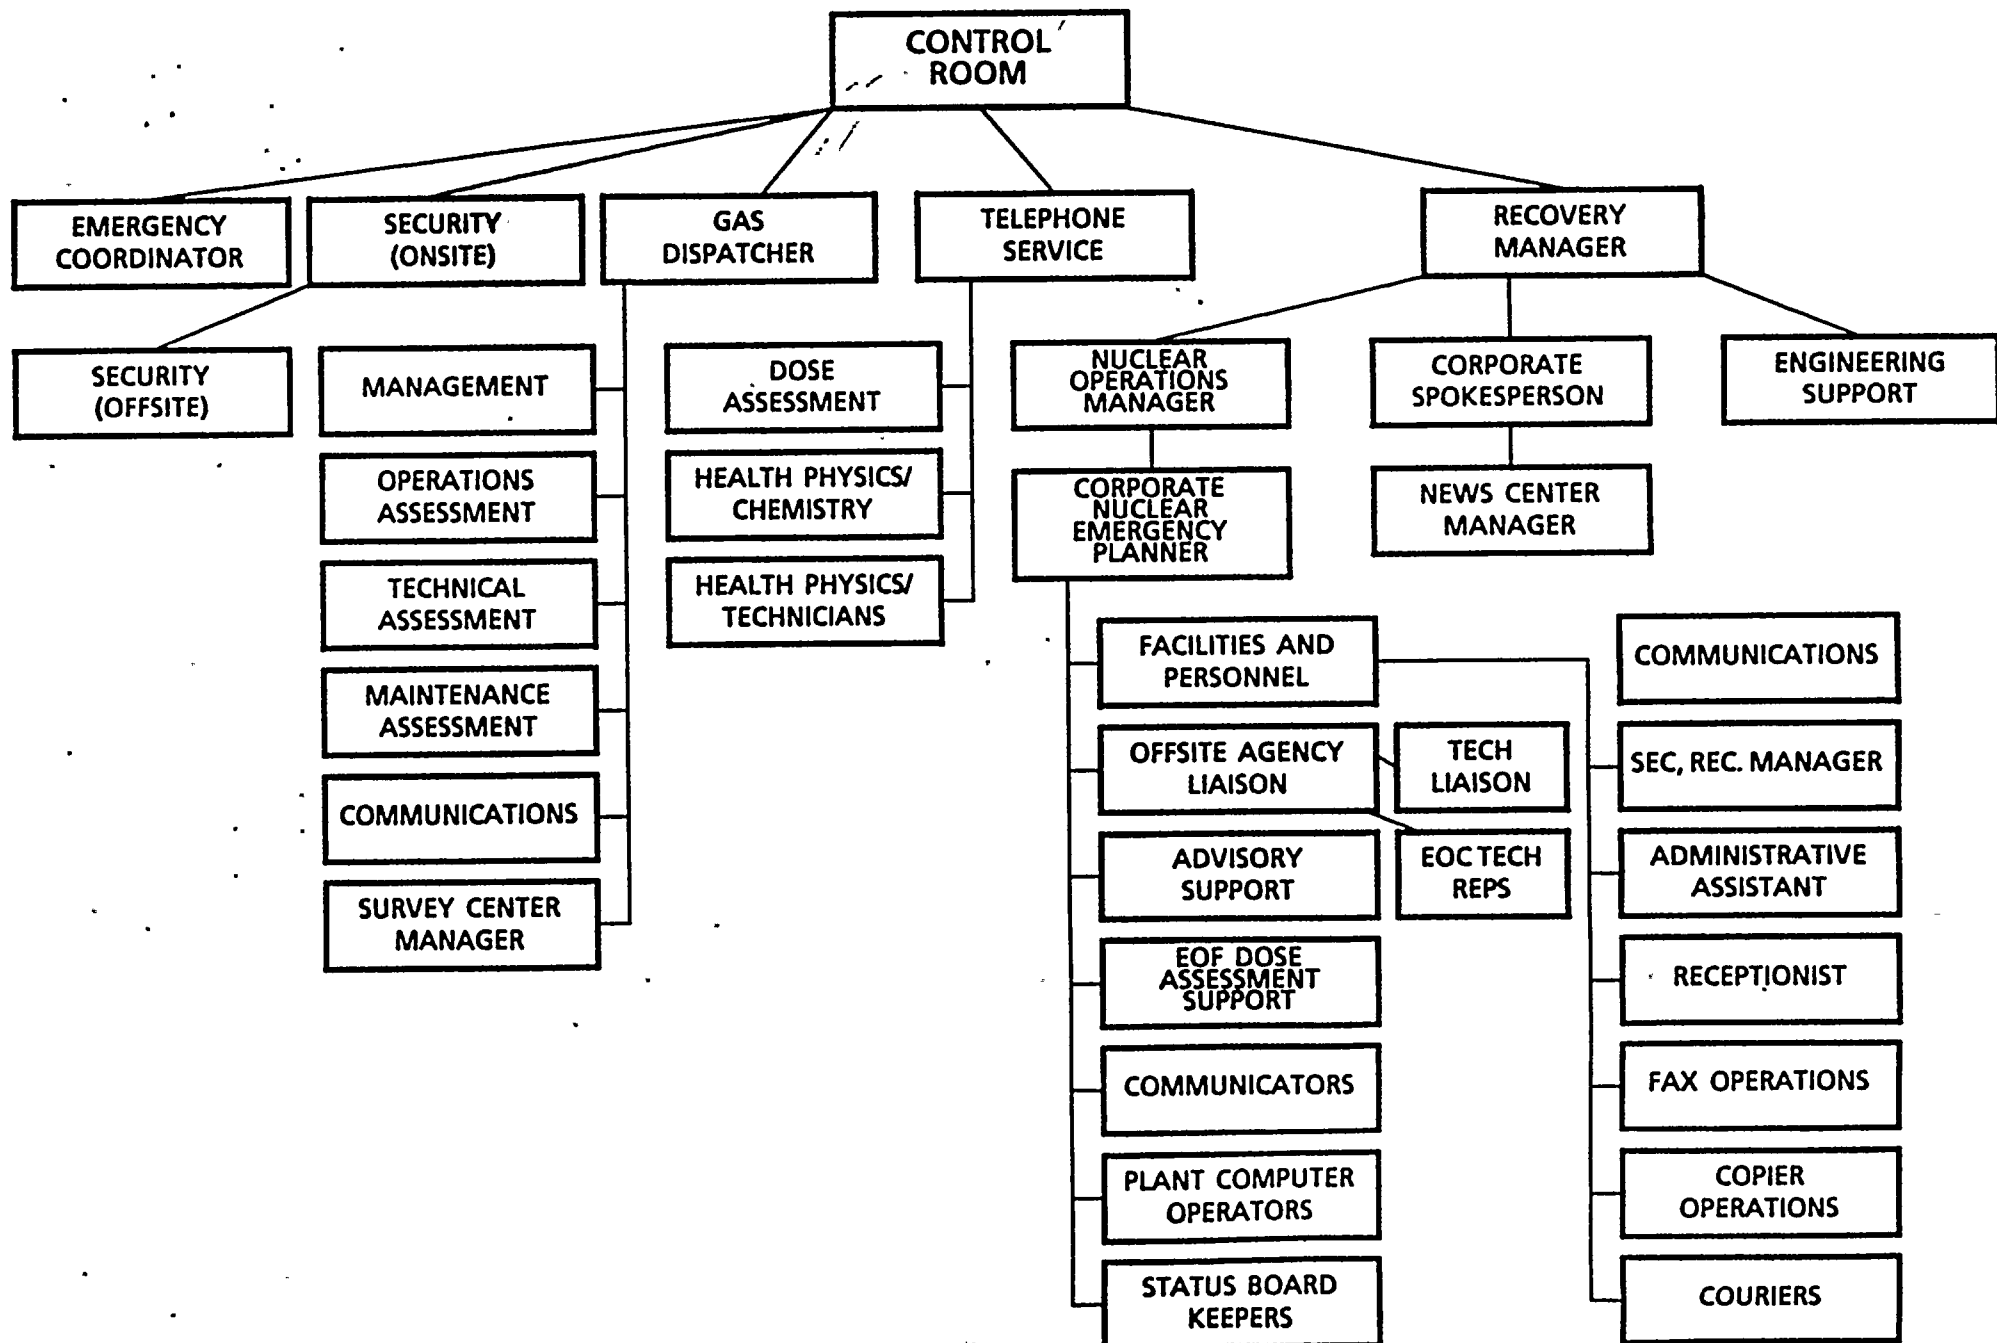 CONTROL
ROOM
EMERGENCY
COORDINATOR
SECURITY
(ONSITE)
GAS
DISPATCHER
TELEPHONE
SERVICE
RECOVERY
MANAGER
SECURITY
(OFFSITE)
MANAGEMENT
OPERATIONS
ASSESSMENT
TECHNICAL
ASSESSMENT
MAINTENANCE
ASSESSMENT
COMMUNICATIONS
SURVEY CENTER
MANAGER
DOSE
ASSESSMENT
HEALTH PHYSICS/
CHEMISTRY
HEALTH PHYSICS/
TECHNICIANS
NUCLEAR
OPERATIONS
MANAGER
CORPORATE
SPOKESPERSON
ENGINEERING
SUPPORT
CORPORATE
NUCLEAR
EMERGENCY
PLANNER
NEWS CENTER
MANAGER
FACILITIES AND
PERSONNEL
OFFSITE AGENCY
LIAISON
TECH
LIAISON
ADVISORY
SUPPORT
EOC TECH
REPS
EOF DOSE
ASSESSMENT
SUPPORT
COMMUNICATORS
PLANT COMPUTER
OPERATORS
STATUS BOARD
KEEPERS
COMMUNICATIONS
SEC, REC. MANAGER
ADMINISTRATIVE
ASSISTANT
RECEPTIONIST
FAX OPERATIONS
COPIER
OPERATIONS
COURIERS